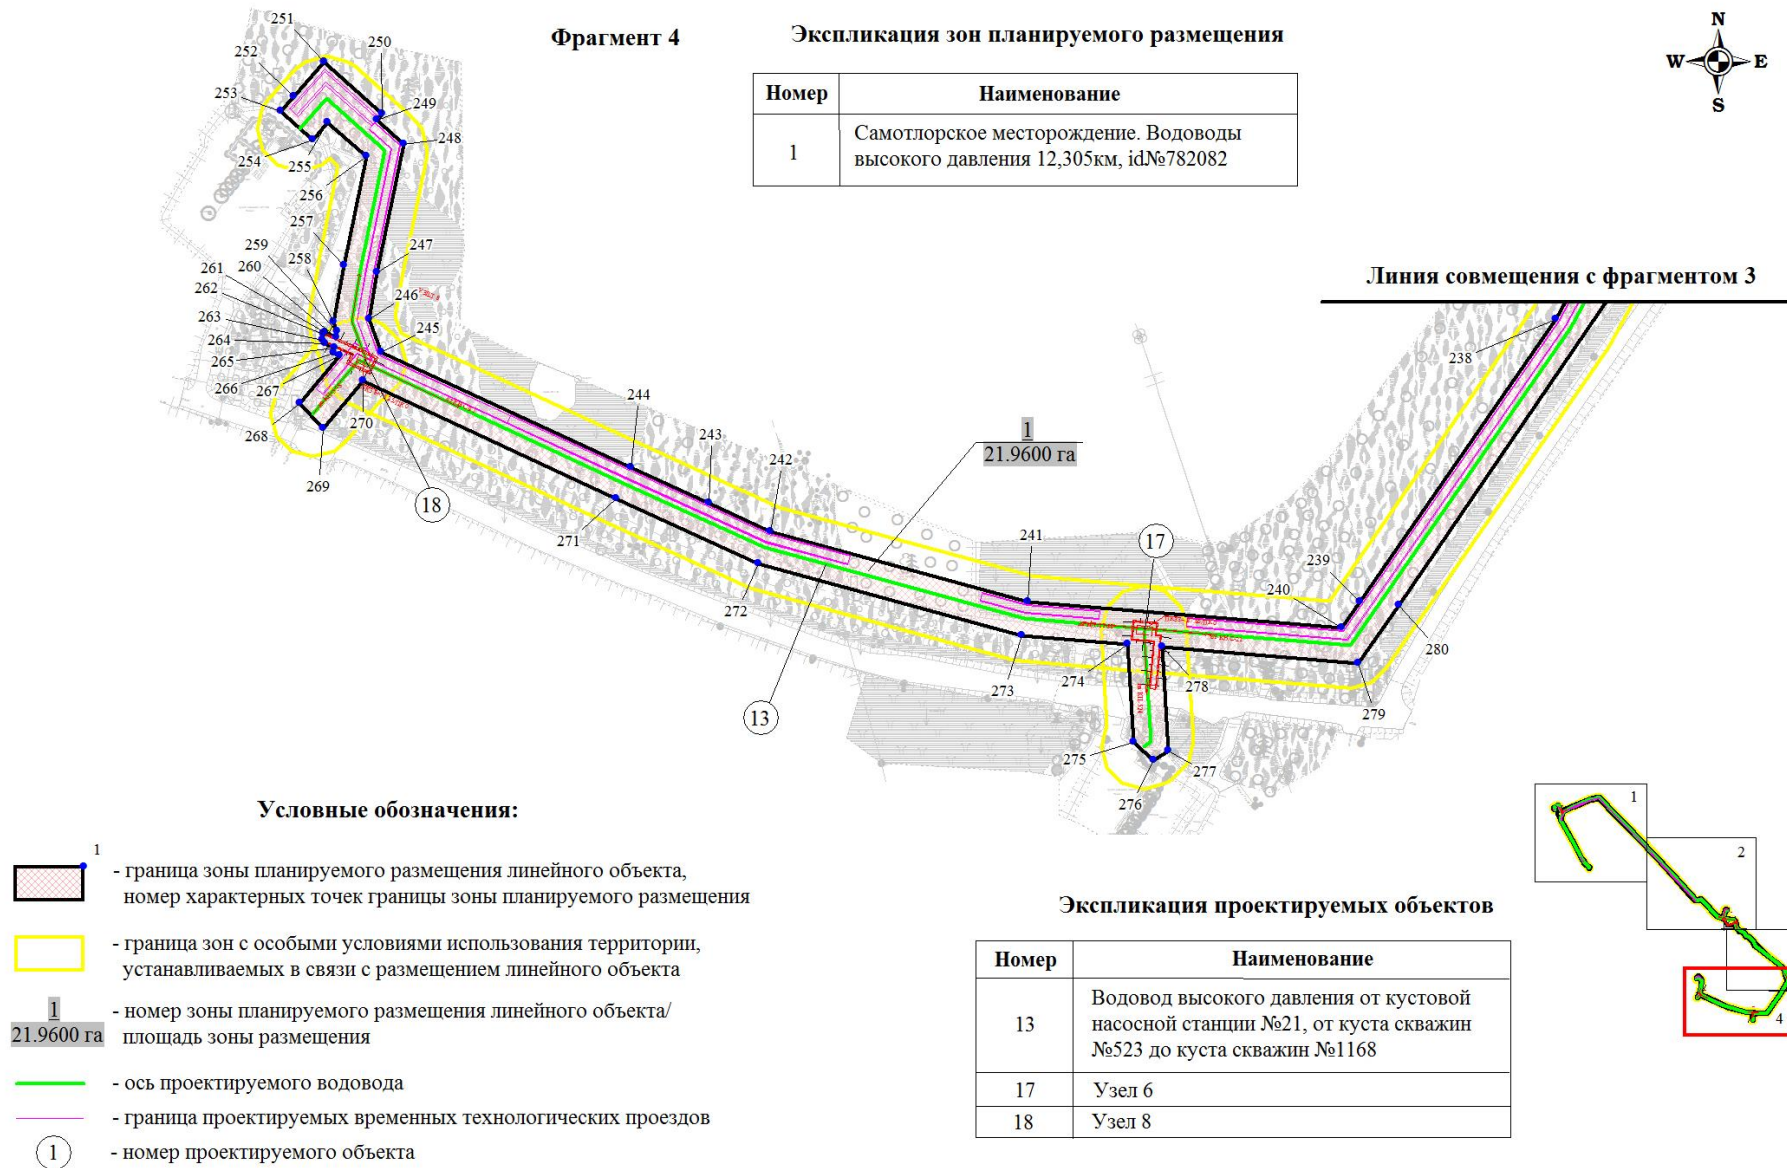 Фрагмент 4
Экспликация зон планируемого размещения
Номер Наименование
1 Самотлорское месторождение. Водоводы
высокого давления 12,305км, id№782082
N
W E
S
Линия совмещения с фрагментом 3
251
250
252
253
249
248
254
255
256
257
259
258
261
260
262
263
264
265
266
267
268
269
270
247
246
245
244
243
242
241
271
272
273
274
275
276
277
278
279
280
238
239
240
18
17
13
1
21.9600 га
Условные обозначения:
1
- граница зоны планируемого размещения линейного объекта,
номер характерных точек границы зоны планируемого размещения
- граница зон с особыми условиями использования территории,
устанавливаемых в связи с размещением линейного объекта
1
21.9600 га
- номер зоны планируемого размещения линейного объекта/
площадь зоны размещения
- ось проектируемого водовода
- граница проектируемых временных технологических проездов
1 - номер проектируемого объекта
Экспликация проектируемых объектов
Номер Наименование
13 Водовод высокого давления от кустовой
насосной станции №21, от куста скважин
№523 до куста скважин №1168
17 Узел 6
18 Узел 8
1
2
4